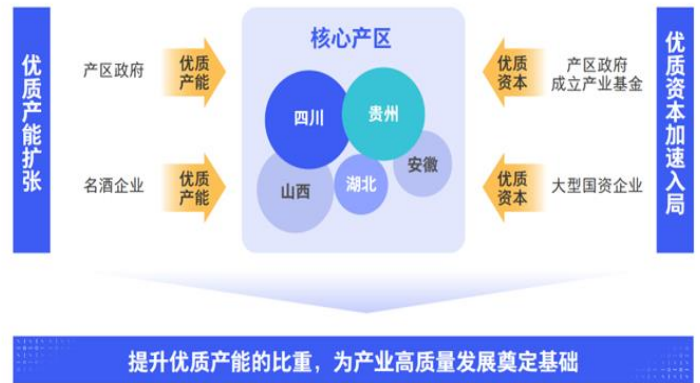 优质产能扩张
产区政府
优质
产能
名酒企业
优质
产能
核心产区
四川
贵州
山西
湖北
安徽
优质
资本
产区政府
成立产业基金
优质
资本
大型国资企业
优质资本加速入局
提升优质产能的比重，为产业高质量发展奠定基础